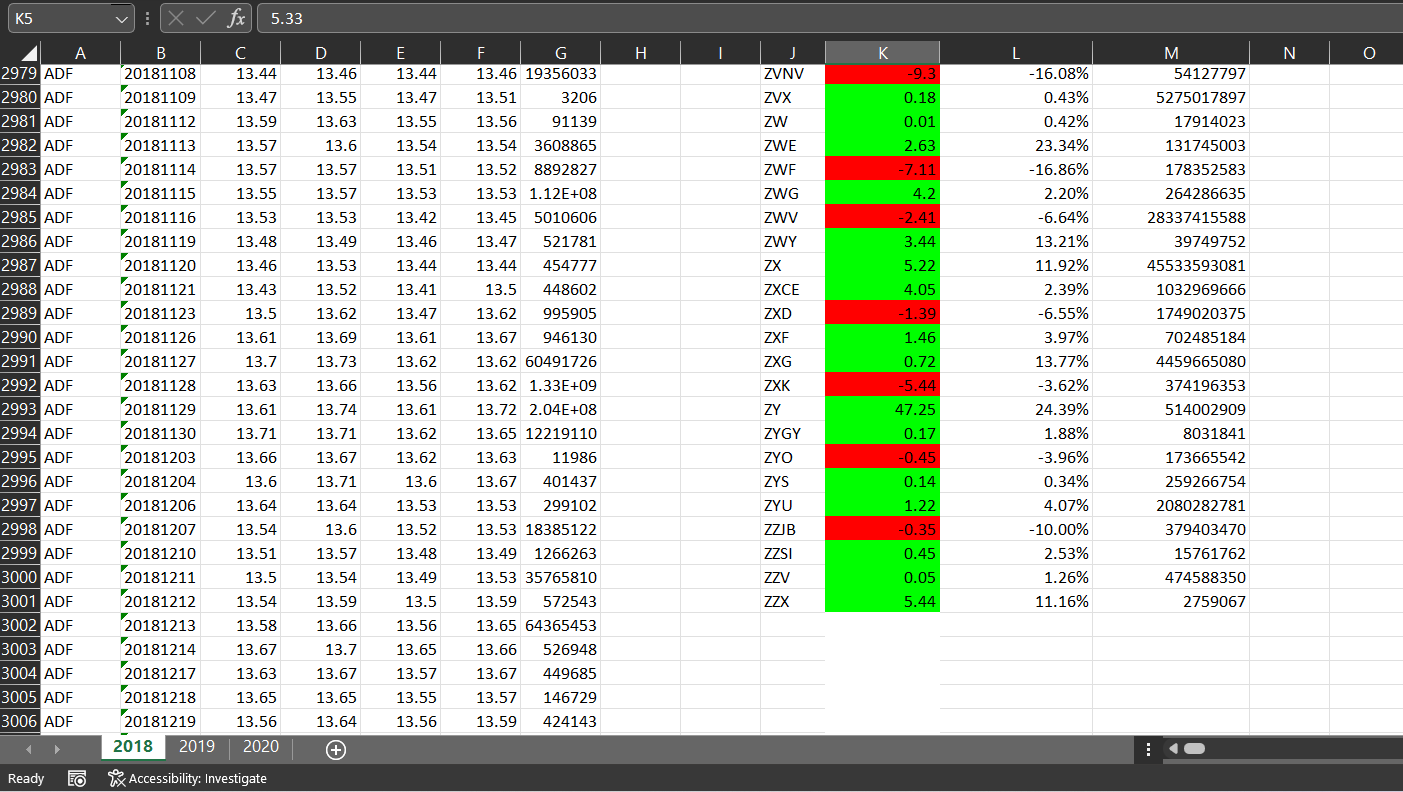 K5 fx 5.33
A B C D E F G H I J K L M N O
2979 ADF 20181108 13.44 13.46 13.44 13.46 19356033 ZVNV -9.3 -16.08% 54127797
2980 ADF 20181109 13.47 13.55 13.47 13.51 3206 ZVX 0.18 0.43% 5275017897
2981 ADF 20181112 13.59 13.63 13.55 13.56 91139 ZW 0.01 0.42% 17914023
2982 ADF 20181113 13.57 13.6 13.54 13.54 3608865 ZWE 2.63 23.34% 131745003
2983 ADF 20181114 13.57 13.57 13.51 13.52 8892827 ZWF -7.11 -16.86% 178352583
2984 ADF 20181115 13.55 13.57 13.53 13.53 1.12E+08 ZWG 4.2 2.20% 264286635
2985 ADF 20181116 13.53 13.53 13.42 13.45 5010606 ZWV -2.41 -6.64% 28337415588
2986 ADF 20181119 13.48 13.49 13.46 13.47 521781 ZWY 3.44 13.21% 39749752
2987 ADF 20181120 13.46 13.53 13.44 13.44 454777 ZX 5.22 11.92% 45533593081
2988 ADF 20181121 13.43 13.52 13.41 13.5 448602 ZXCE 4.05 2.39% 1032969666
2989 ADF 20181123 13.5 13.62 13.47 13.62 995905 ZXD -1.39 -6.55% 1749020375
2990 ADF 20181126 13.61 13.69 13.61 13.67 946130 ZXF 1.46 3.97% 702485184
2991 ADF 20181127 13.7 13.73 13.62 13.62 60491726 ZXG 0.72 13.77% 4459665080
2992 ADF 20181128 13.63 13.66 13.56 13.62 1.33E+09 ZXK -5.44 -3.62% 374196353
2993 ADF 20181129 13.61 13.74 13.61 13.72 2.04E+08 ZY 47.25 24.39% 514002909
2994 ADF 20181130 13.71 13.71 13.62 13.65 12219110 ZYGY 0.17 1.88% 8031841
2995 ADF 20181203 13.66 13.67 13.62 13.63 11986 ZYO -0.45 -3.96% 173665542
2996 ADF 20181204 13.6 13.71 13.6 13.67 401437 ZYS 0.14 0.34% 259266754
2997 ADF 20181206 13.64 13.64 13.53 13.53 299102 ZYU 1.22 4.07% 2080282781
2998 ADF 20181207 13.54 13.6 13.52 13.53 18385122 ZZJB -0.35 -10.00% 379403470
2999 ADF 20181210 13.51 13.57 13.48 13.49 1266263 ZZSI 0.45 2.53% 15761762
3000 ADF 20181211 13.5 13.54 13.49 13.53 35765810 ZZV 0.05 1.26% 474588350
3001 ADF 20181212 13.54 13.59 13.5 13.59 572543 ZZX 5.44 11.16% 2759067
3002 ADF 20181213 13.58 13.66 13.56 13.65 64365453
3003 ADF 20181214 13.67 13.7 13.65 13.66 526948
3004 ADF 20181217 13.63 13.67 13.57 13.67 449685
3005 ADF 20181218 13.65 13.65 13.55 13.57 146729
3006 ADF 20181219 13.56 13.64 13.56 13.59 424143
2018 2019 2020
Ready Accessibility: Investigate